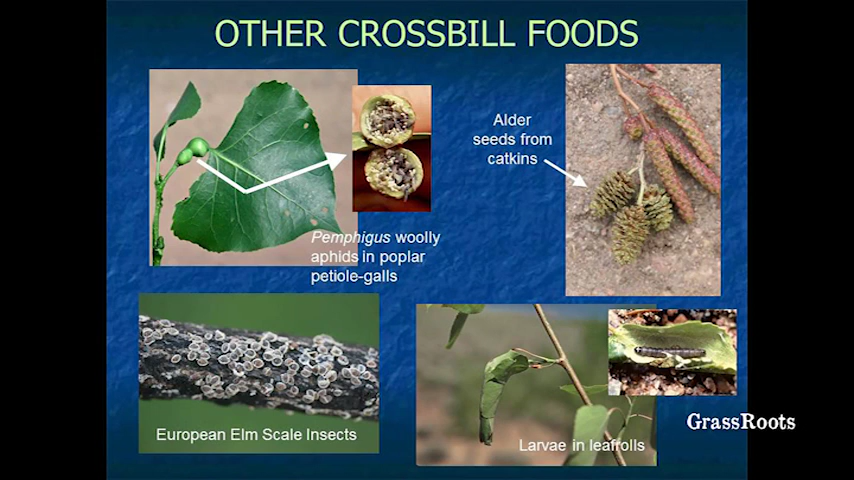 OTHER CROSSBILL FOODS
Alder
seeds from
catkins
Pemphigus woolly
aphids in poplar
petiole-galls
European Elm Scale Insects
Larvae in leafrolls
GrassRoots